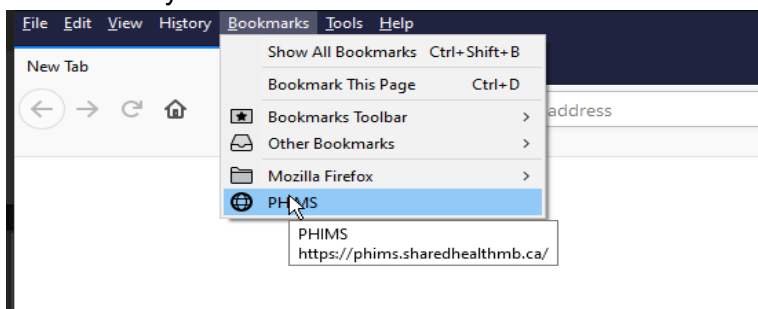 File Edit View History Bookmarks Tools Help
Show All Bookmarks Ctrl+Shift+B
New Tab
Bookmark This Page Ctrl+D
Bookmarks Toolbar
address
Other Bookmarks
Mozilla Firefox
PHIMS
PHIMS
https://phims.sharedhealthmb.ca/